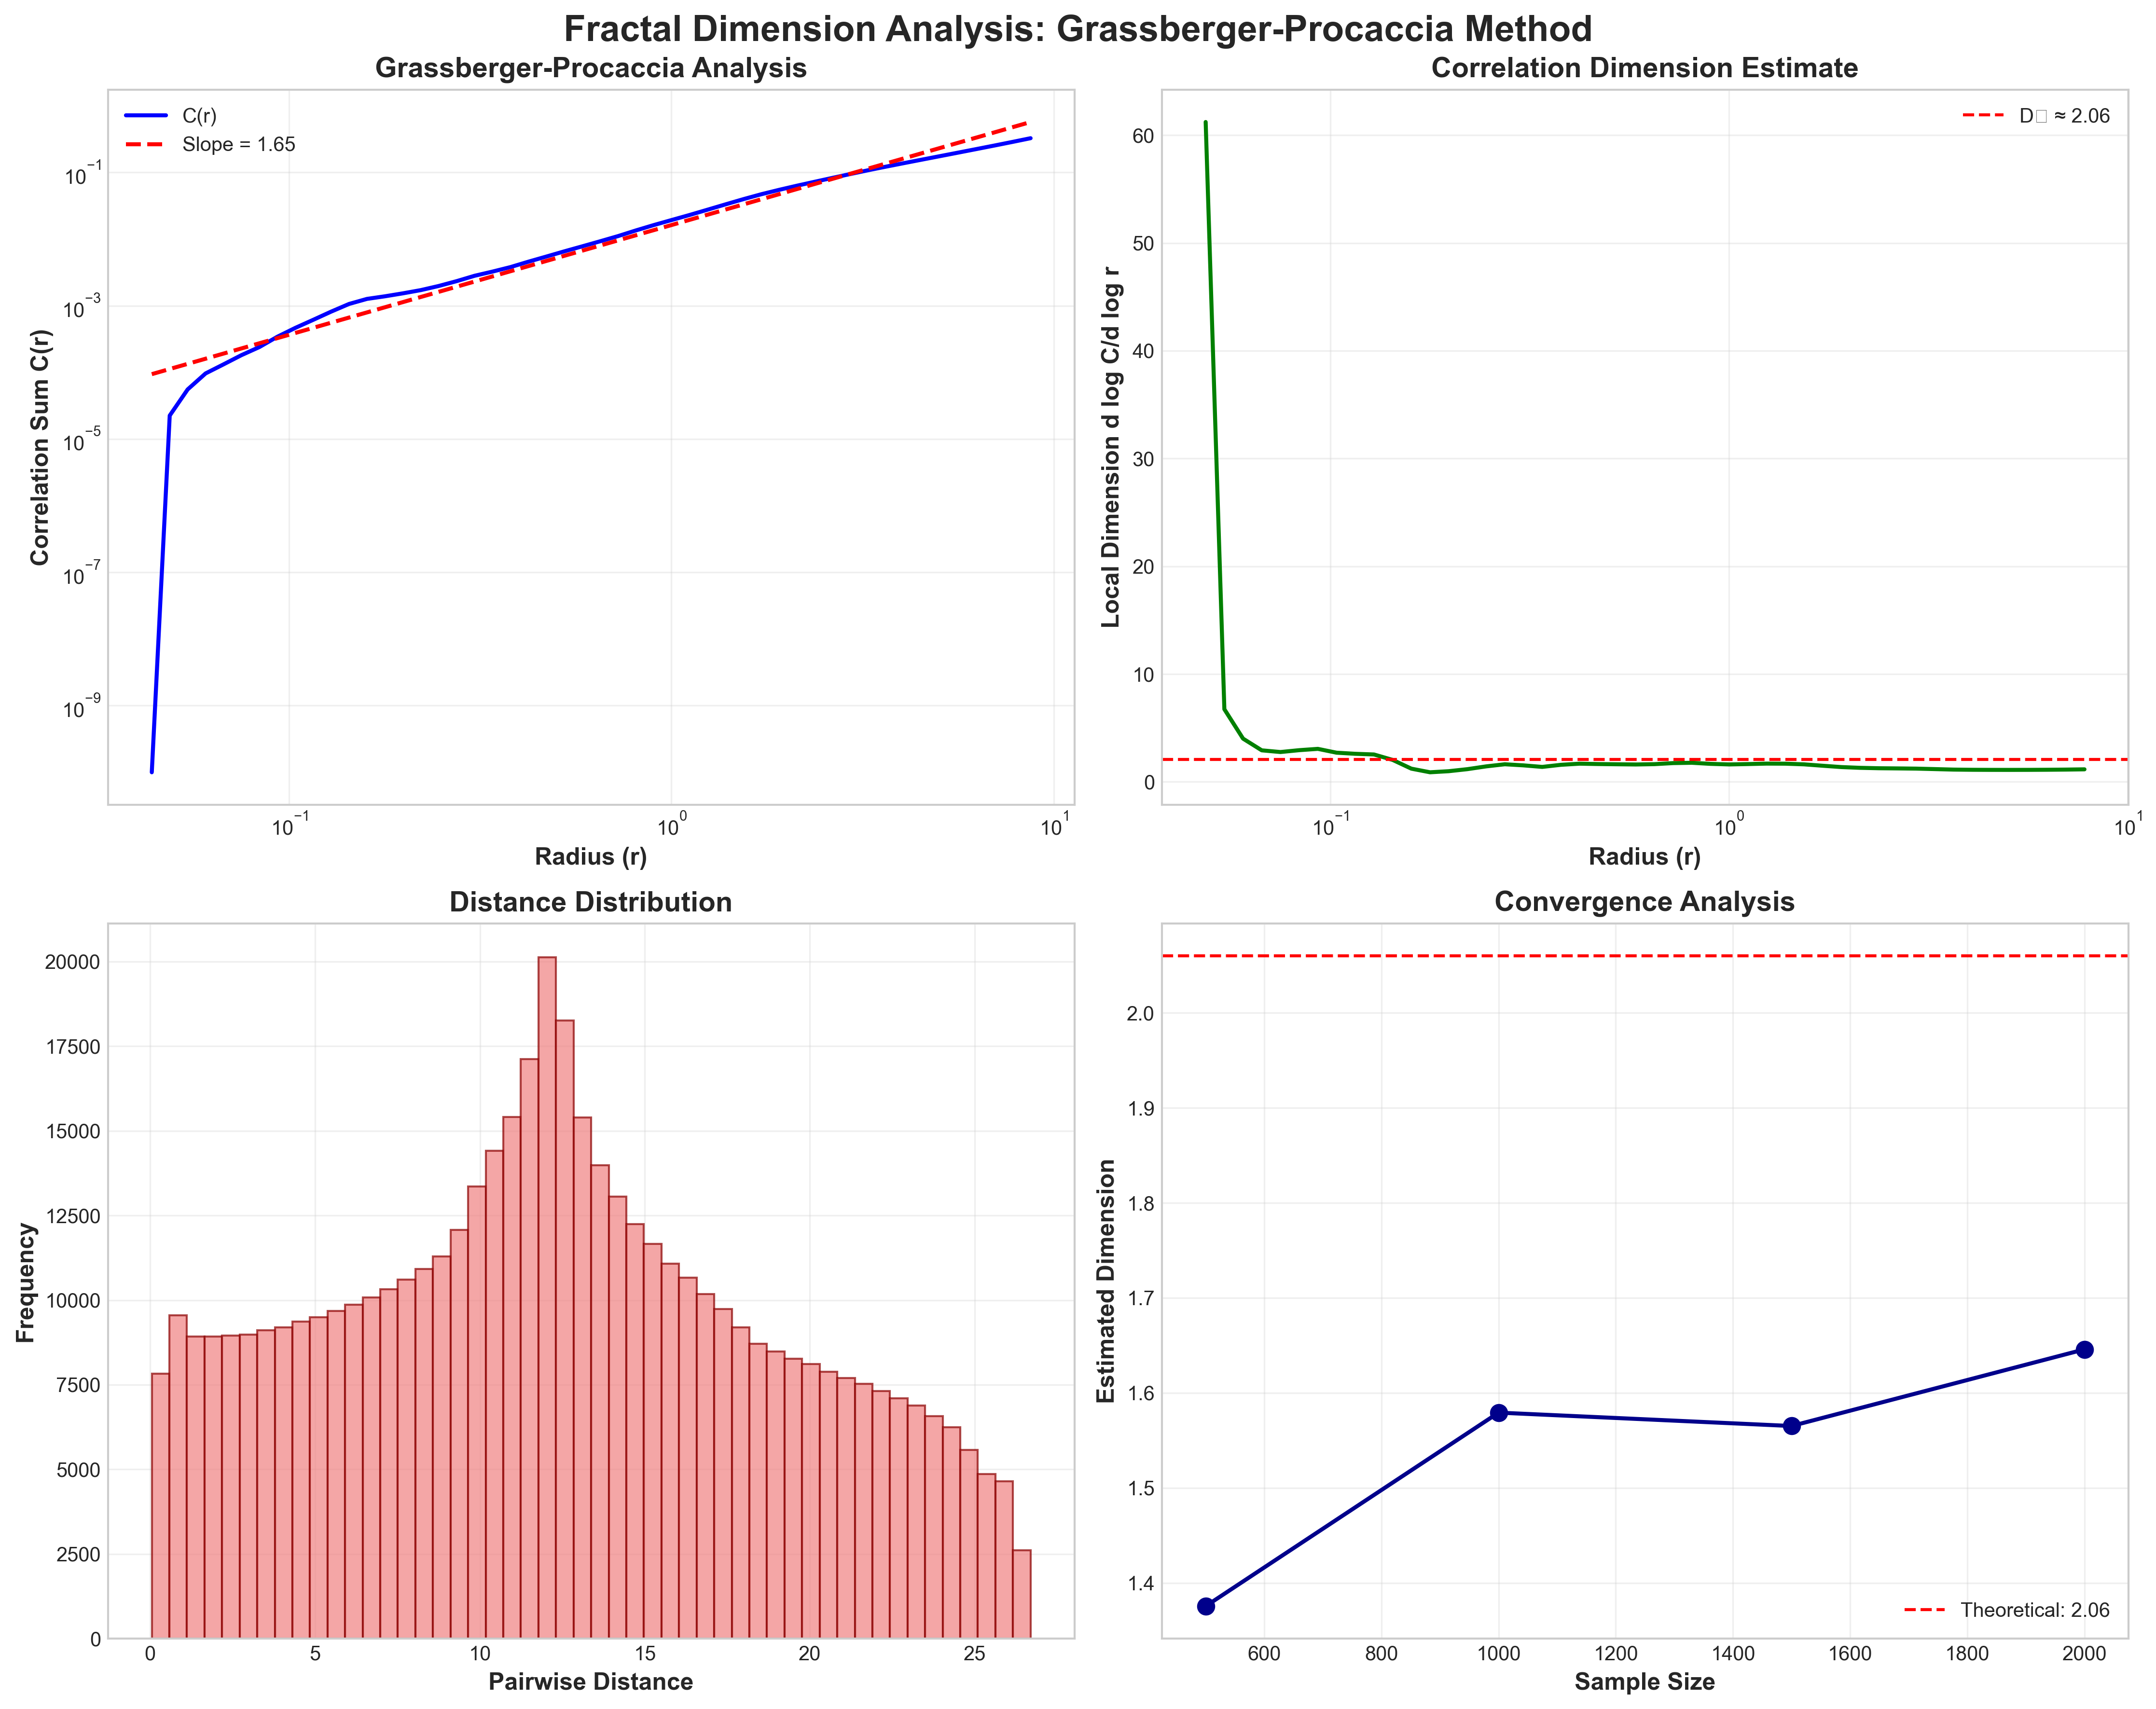 Fractal Dimension Analysis: Grassberger-Procaccia Method
Grassberger-Procaccia Analysis
C(r)
Slope = 1.65
10⁻¹
10⁻³
10⁻⁵
10⁻⁷
10⁻⁹
Correlation Sum C(r)
10⁻¹ 10⁰ 10¹
Radius (r)
Correlation Dimension Estimate
D□ ≈ 2.06
60
50
40
30
20
10
0
Local Dimension d log C/d log r
10⁻¹ 10⁰ 10¹
Radius (r)
Distance Distribution
20000
17500
15000
12500
10000
7500
5000
2500
0
Frequency
0 5 10 15 20 25
Pairwise Distance
Convergence Analysis
2.0
1.9
1.8
1.7
1.6
1.5
1.4
Estimated Dimension
Theoretical: 2.06
600 800 1000 1200 1400 1600 1800 2000
Sample Size